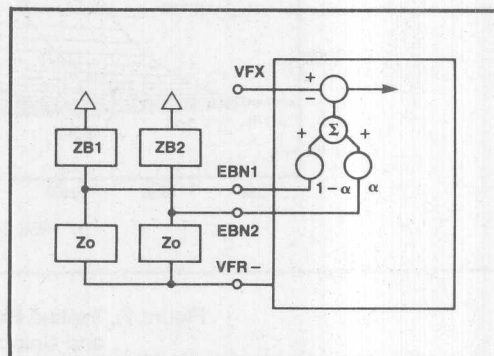 VFX
+
−
+ Σ +
ZB1 ZB2
EBN1
1−α α
EBN2
Zo Zo
VFR−